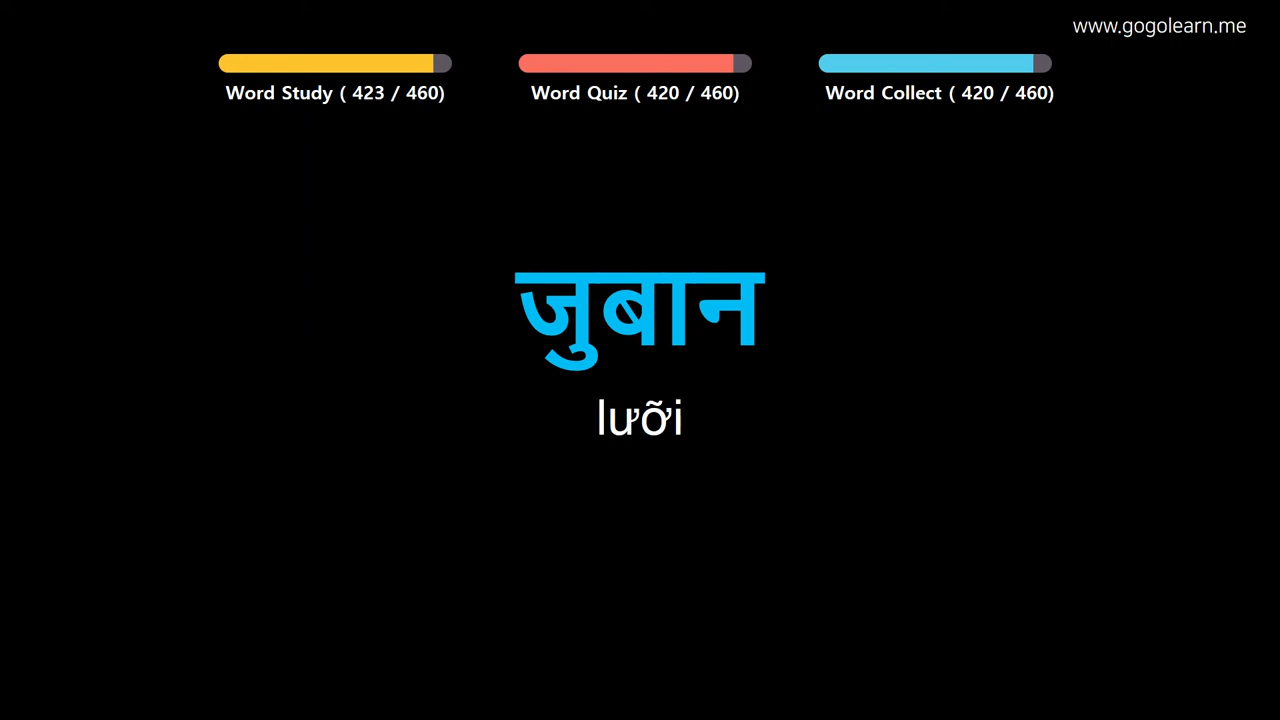 www.gogolearn.me
Word Study ( 423 / 460)
Word Quiz ( 420 / 460)
Word Collect ( 420 / 460)
जुबान
lưỡi